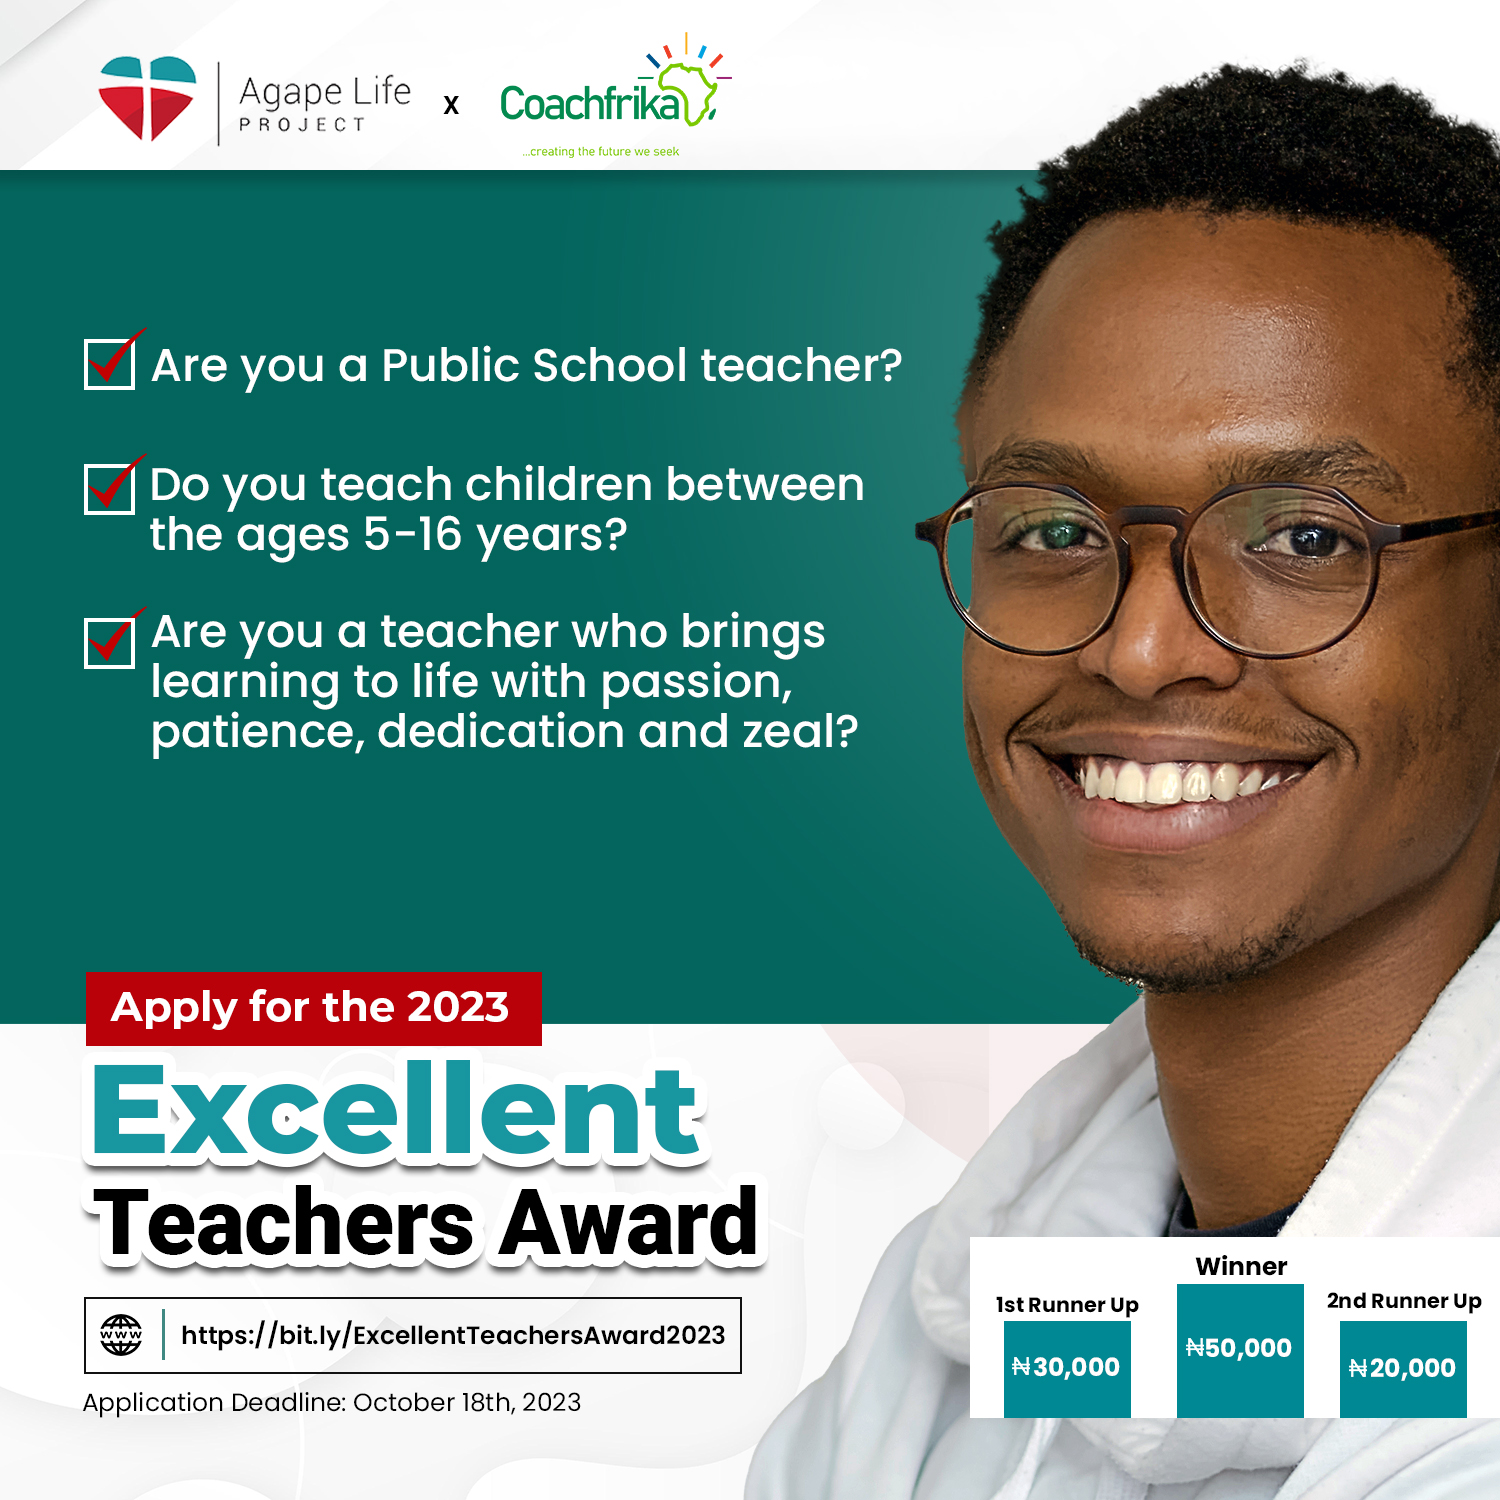 Agape Life
PROJECT
x
Coachfrika
...creating the future we seek
Are you a Public School teacher?
Do you teach children between
the ages 5-16 years?
Are you a teacher who brings
learning to life with passion,
patience, dedication and zeal?
Apply for the 2023
Excellent
Teachers Award
www
https://bit.ly/ExcellentTeachersAward2023
Application Deadline: October 18th, 2023
Winner
1st Runner Up
2nd Runner Up
₦50,000
₦30,000
₦20,000